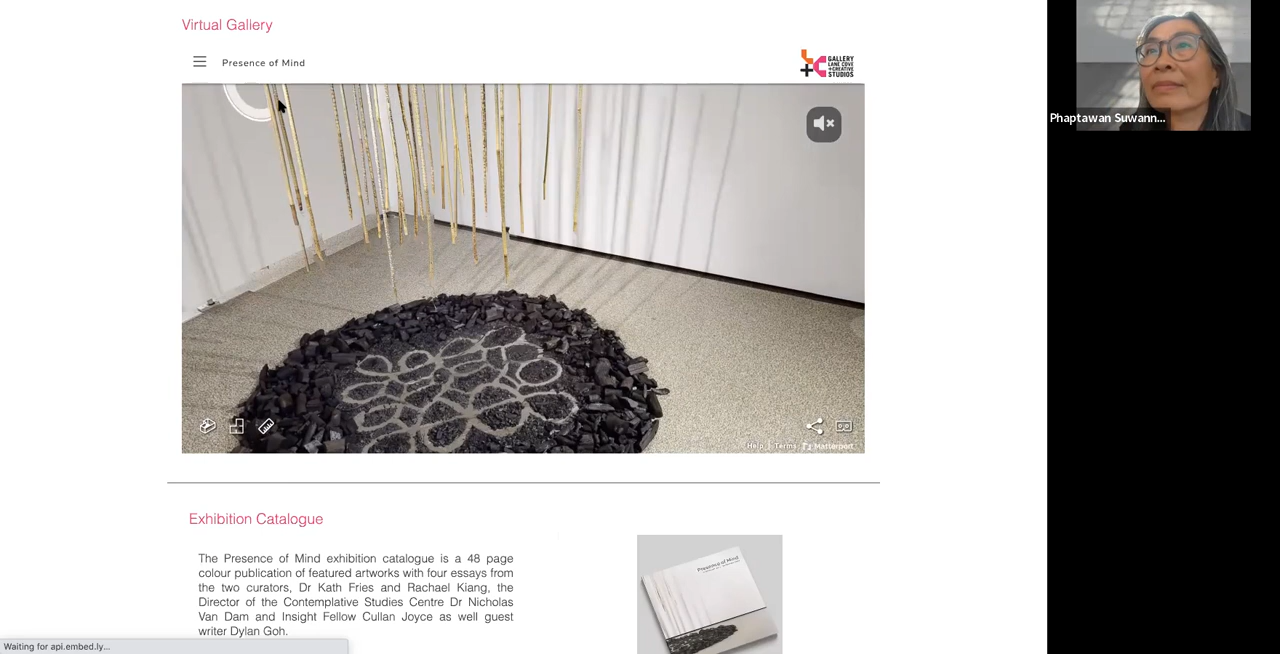 Virtual Gallery
Presence of Mind
GALLERY
LANE COVE
+CREATIVE
STUDIOS
Phaptawan Suwann...
Help | Terms
Matterport
Exhibition Catalogue
The Presence of Mind exhibition catalogue is a 48 page
colour publication of featured artworks with four essays from
the two curators, Dr Kath Fries and Rachael Kiang, the
Director of the Contemplative Studies Centre Dr Nicholas
Van Dam and Insight Fellow Cullan Joyce as well guest
writer Dylan Goh.
Presence of Mind
Waiting for api.embed.ly...